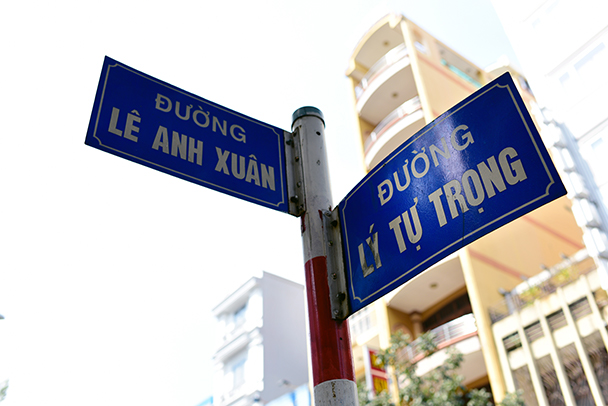 ĐƯỜNG
LÊ ANH XUÂN
ĐƯỜNG
LÝ TỰ TRỌNG